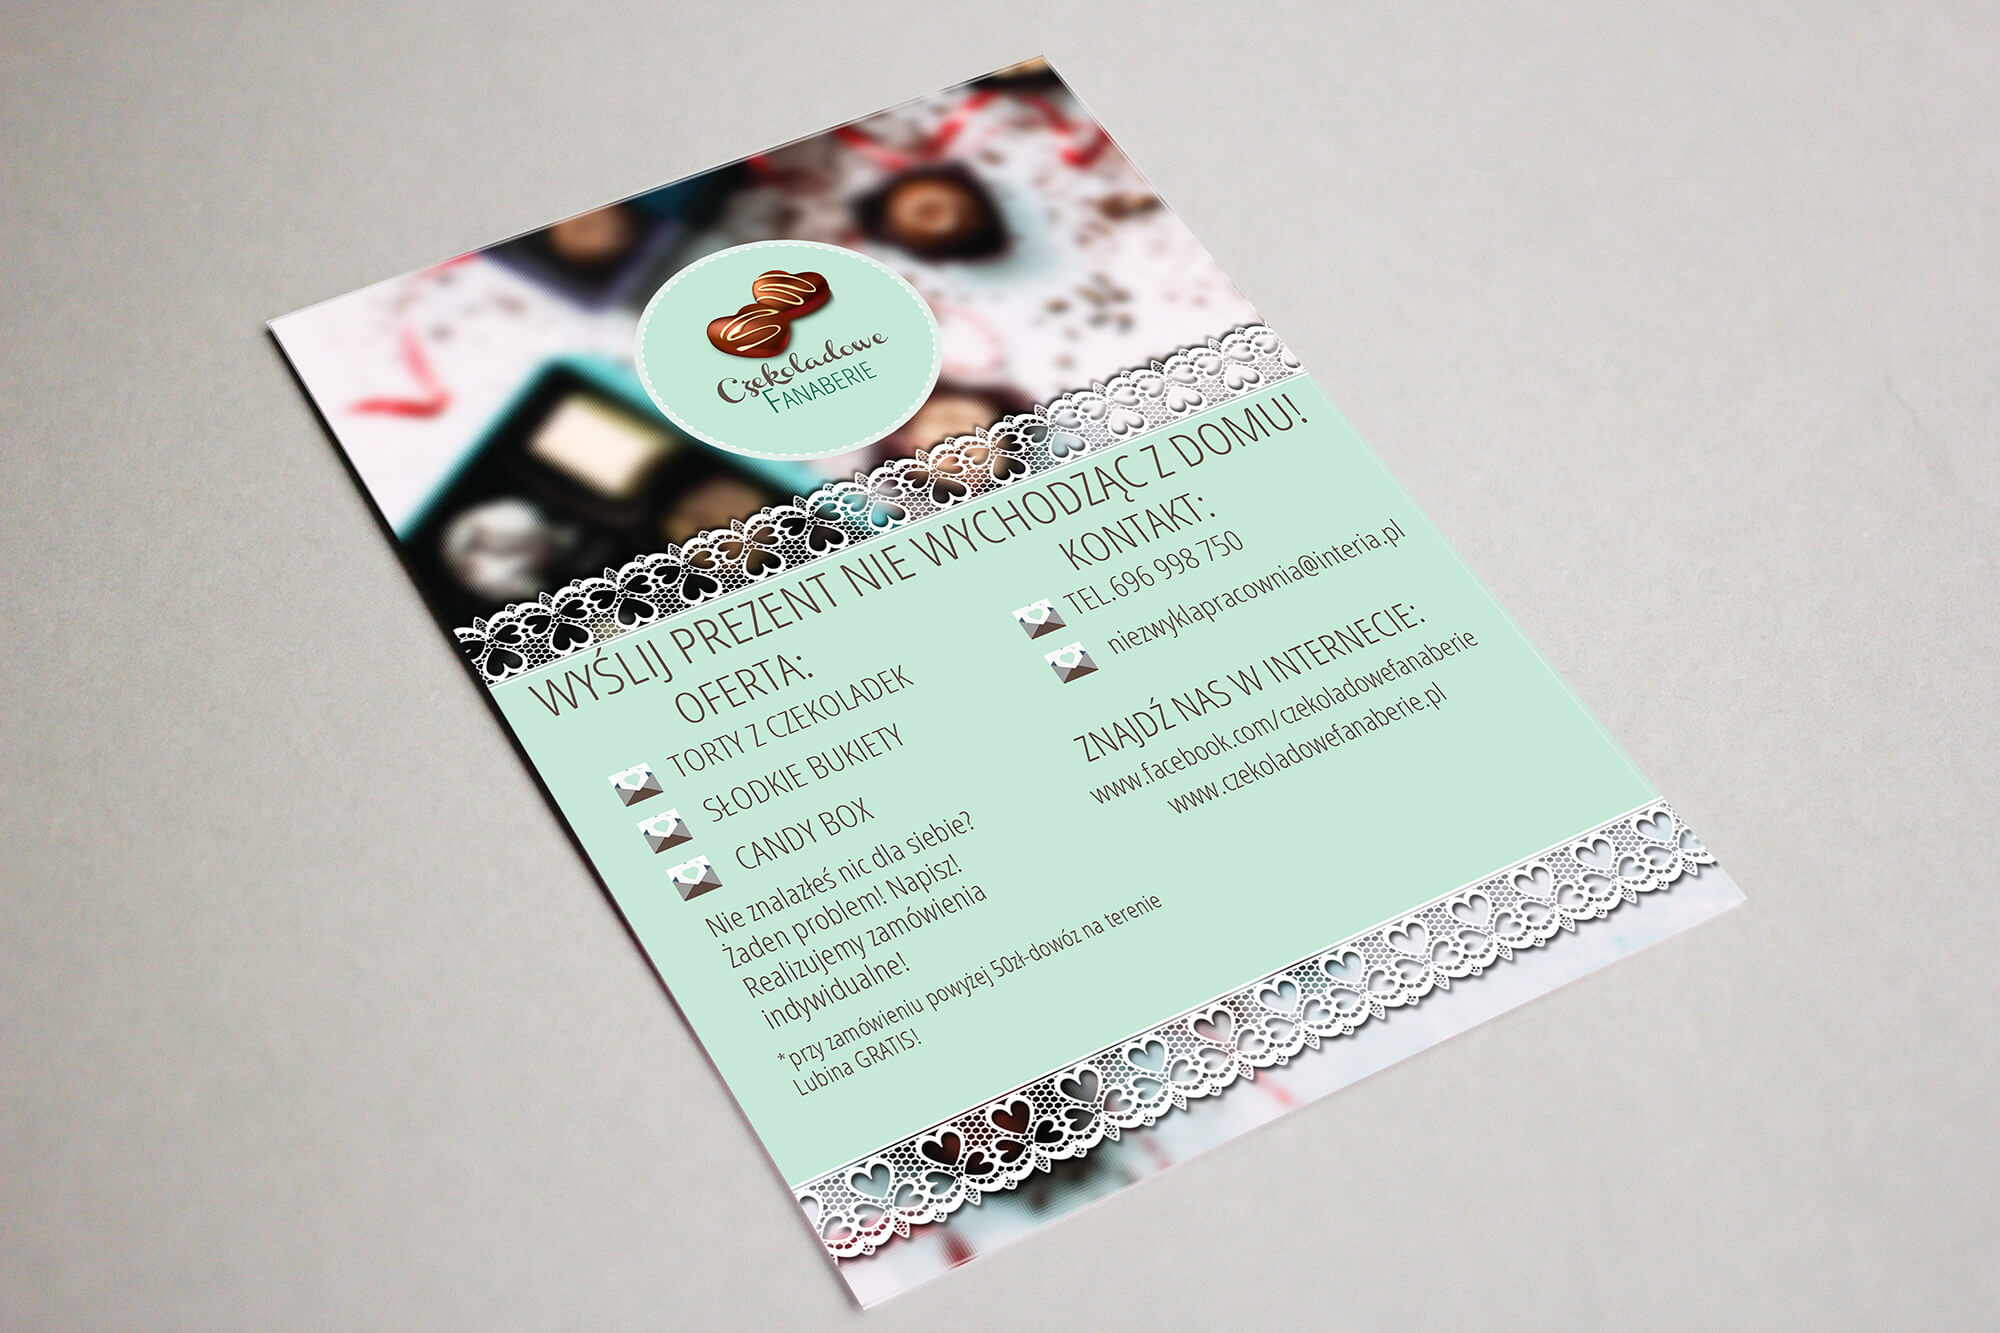 Czekoladowe
FANABERIE
WYŚLIJ PREZENT NIE WYCHODZĄC Z DOMU!
OFERTA:
TORTY Z CZEKOLADEK
SŁODKIE BUKIETY
CANDY BOX
Nie znalazłeś nic dla siebie?
Żaden problem! Napisz!
Realizujemy zamówienia
indywidualne!
*przy zamówieniu powyżej 50zł-dowóz na terenie
Lubina GRATIS!
KONTAKT:
TEL.696 998 750
niezwyklapracownia@interia.pl
ZNAJDŹ NAS W INTERNECIE:
www.facebook.com/czekoladowefanaberie
www.czekoladowefanaberie.pl